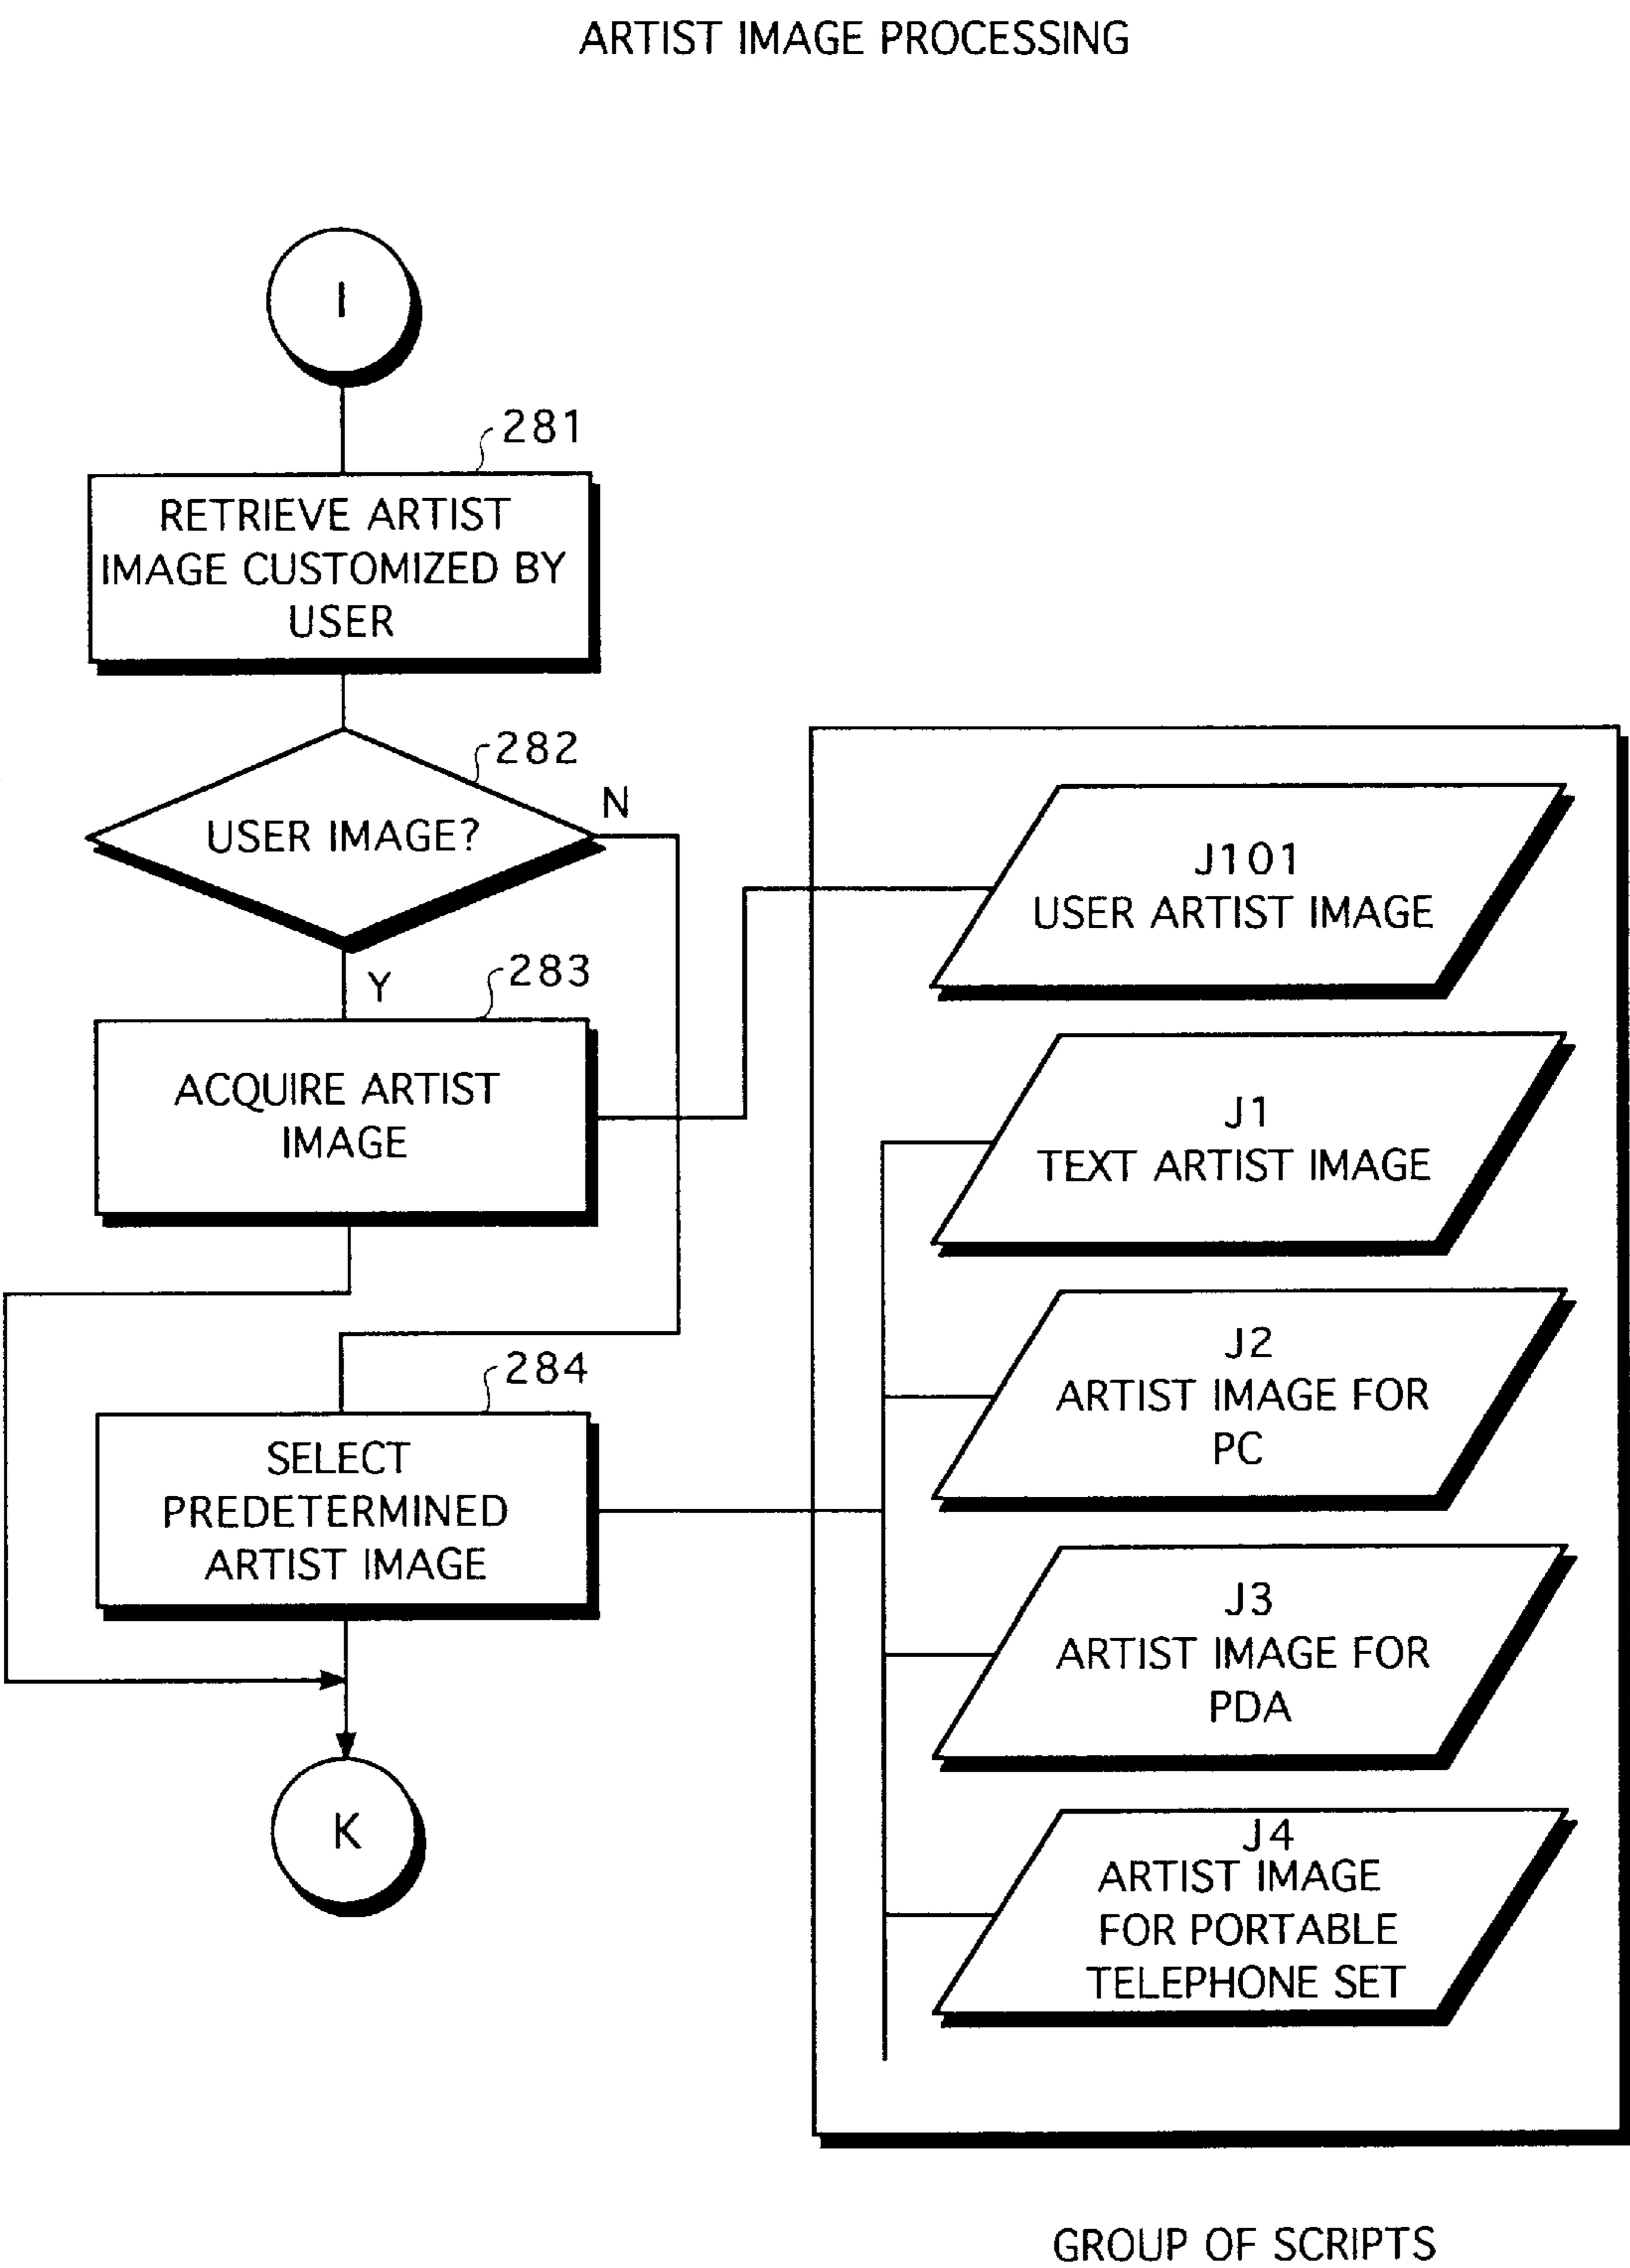 ARTIST IMAGE PROCESSING
I
281
RETRIEVE ARTIST
IMAGE CUSTOMIZED BY
USER
282
USER IMAGE?
N
Y
283
ACQUIRE ARTIST
IMAGE
284
SELECT
PREDETERMINED
ARTIST IMAGE
K
J101
USER ARTIST IMAGE
J1
TEXT ARTIST IMAGE
J2
ARTIST IMAGE FOR
PC
J3
ARTIST IMAGE FOR
PDA
J4
ARTIST IMAGE
FOR PORTABLE
TELEPHONE SET
GROUP OF SCRIPTS